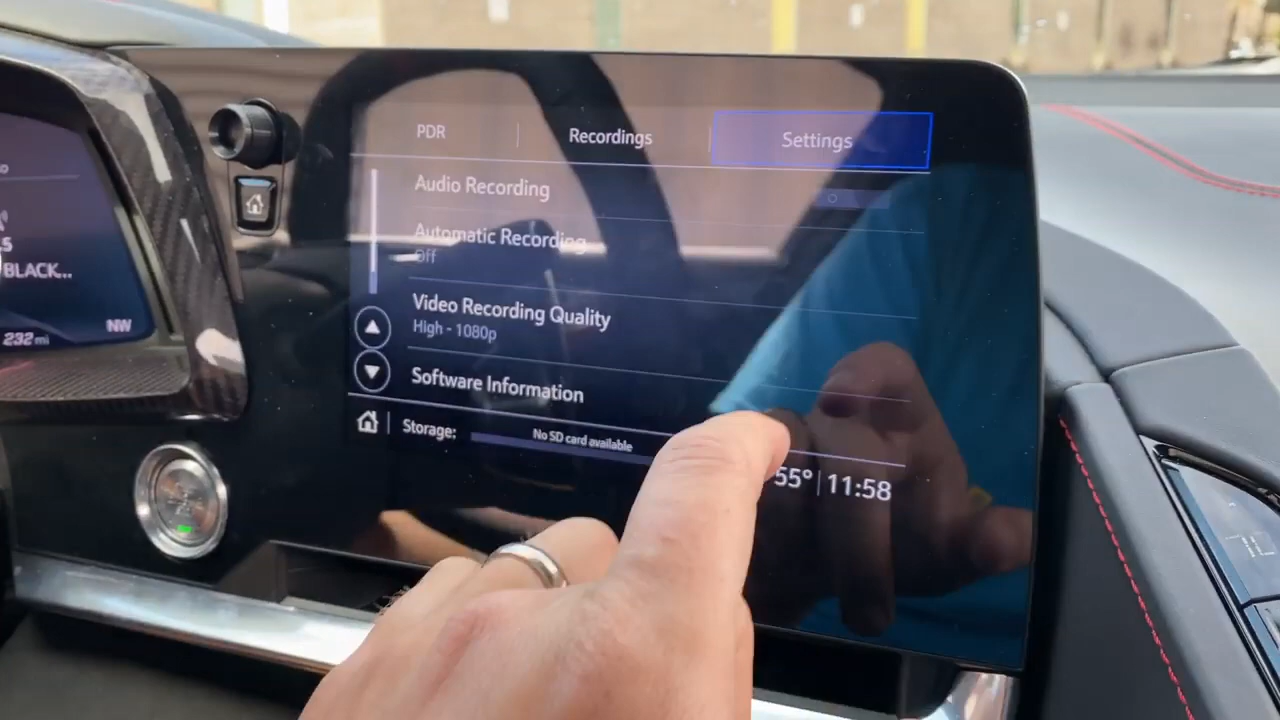 PDR
Recordings
Settings
Audio Recording
Automatic Recording
Off
Video Recording Quality
High - 1080p
Software Information
Storage:
No SD card available
55° 11:58
BLACK...
232 mi
NW